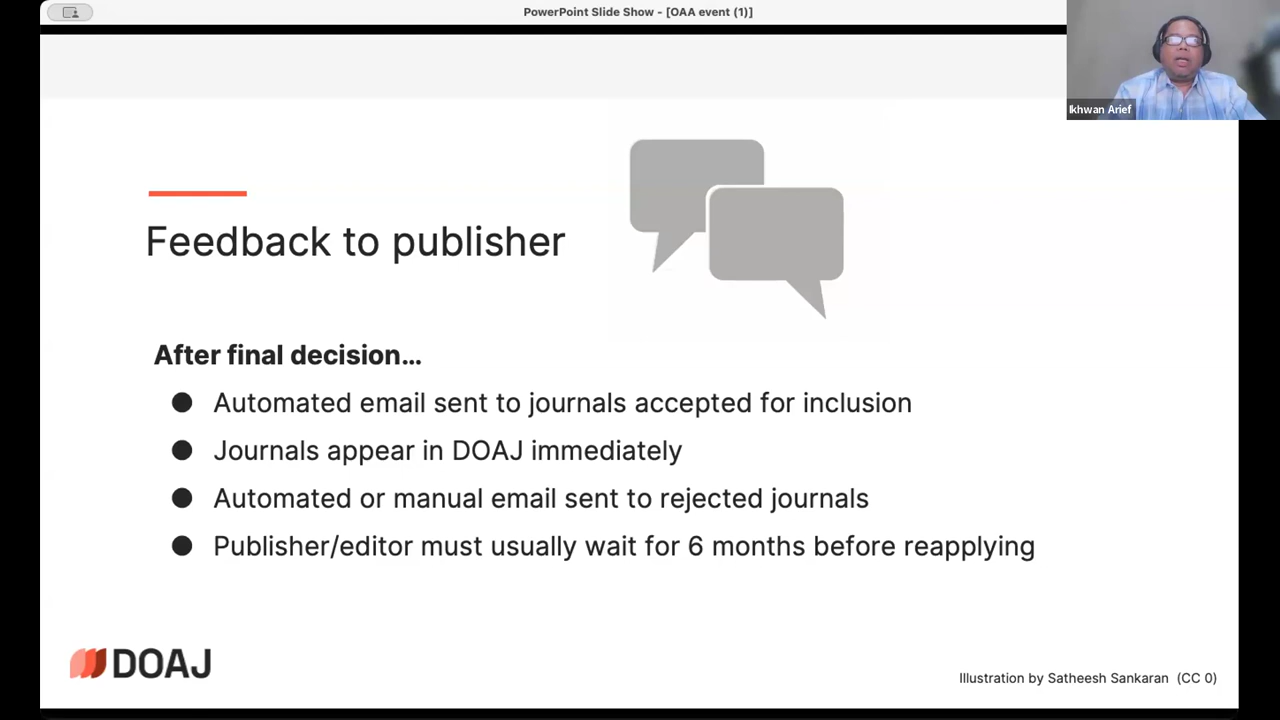 PowerPoint Slide Show - [OAA event (1)]
Ikhwan Arief
Feedback to publisher
After final decision...
● Automated email sent to journals accepted for inclusion
● Journals appear in DOAJ immediately
● Automated or manual email sent to rejected journals
● Publisher/editor must usually wait for 6 months before reapplying
DOAJ
Illustration by Satheesh Sankaran (CC 0)